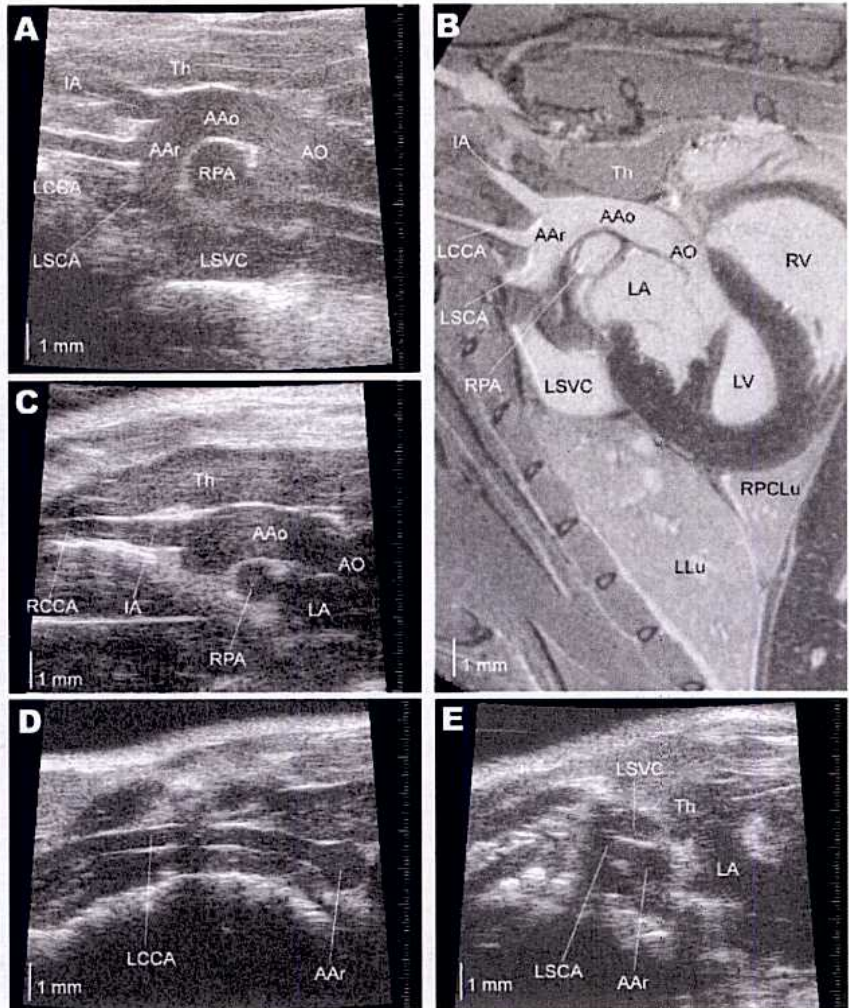 A
Th
IA
AAo
AAr
AO
RPA
LCCA
LSCA
LSVC
1 mm
B
IA
Th
AAo
AAr
LCCA
AO
RV
LA
LSCA
RPA
LSVC
LV
RPCLu
LLu
1 mm
C
Th
AAo
AO
RCCA
IA
LA
RPA
1 mm
D
LCCA
AAr
1 mm
E
LSVC
Th
LA
LSCA
AAr
1 mm